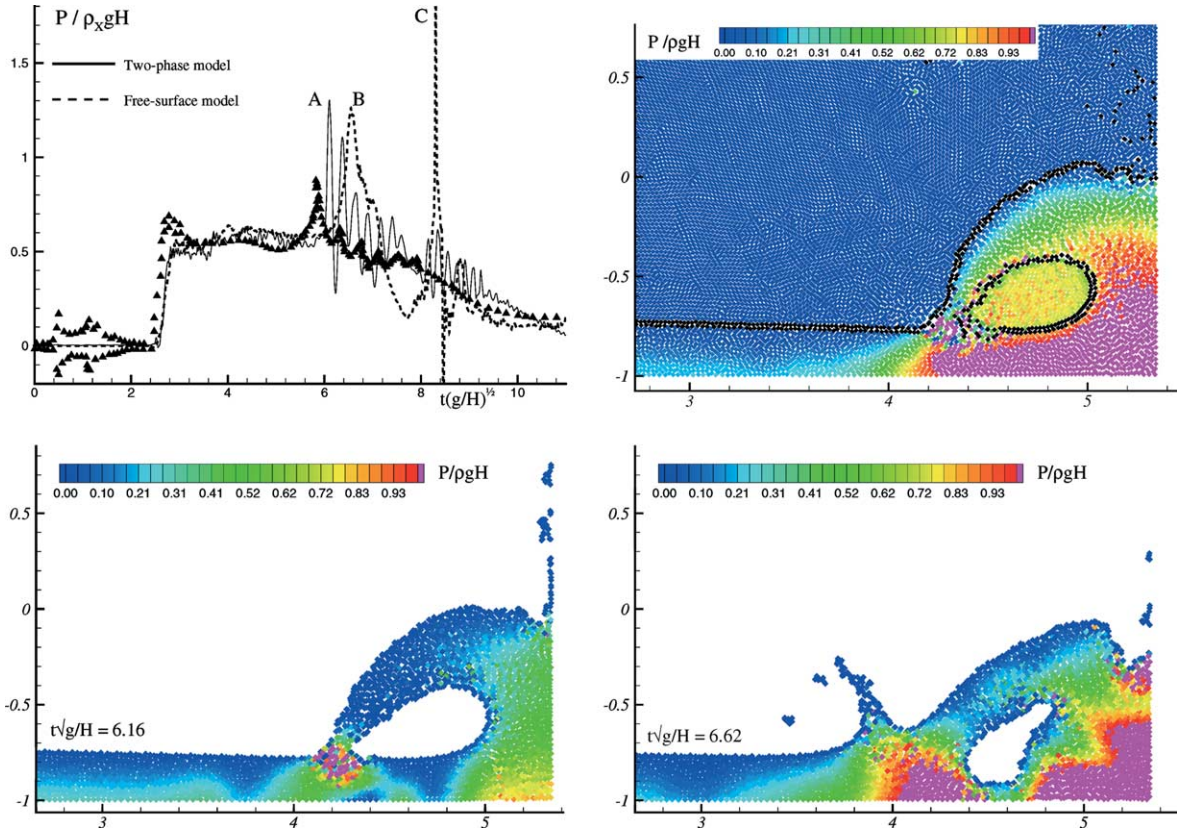 P / ρₓgH
C
1.5
Two-phase model
Free-surface model
A B
1
0.5
0
0 2 4 6 8 10
t(g/H)^½
P /ρgH
0.00 0.10 0.21 0.31 0.41 0.52 0.62 0.72 0.83 0.93
0.5
0
-0.5
-1
3 4 5
P/ρgH
0.00 0.10 0.21 0.31 0.41 0.52 0.62 0.72 0.83 0.93
0.5
0
-0.5
t√g/H = 6.16
-1
3 4 5
P/ρgH
0.00 0.10 0.21 0.31 0.41 0.52 0.62 0.72 0.83 0.93
0.5
0
-0.5
t√g/H = 6.62
-1
3 4 5